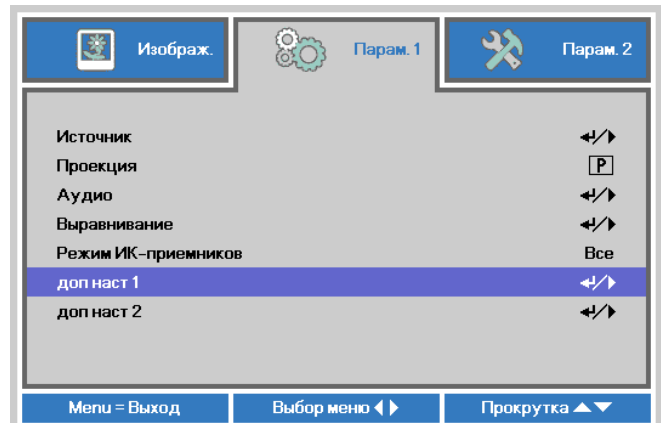 Изображ. Парам. 1 Парам. 2
Источник
Проекция P
Аудио
Выравнивание
Режим ИК-приемников Все
доп наст 1
доп наст 2
Menu = Выход Выбор меню Прокрутка